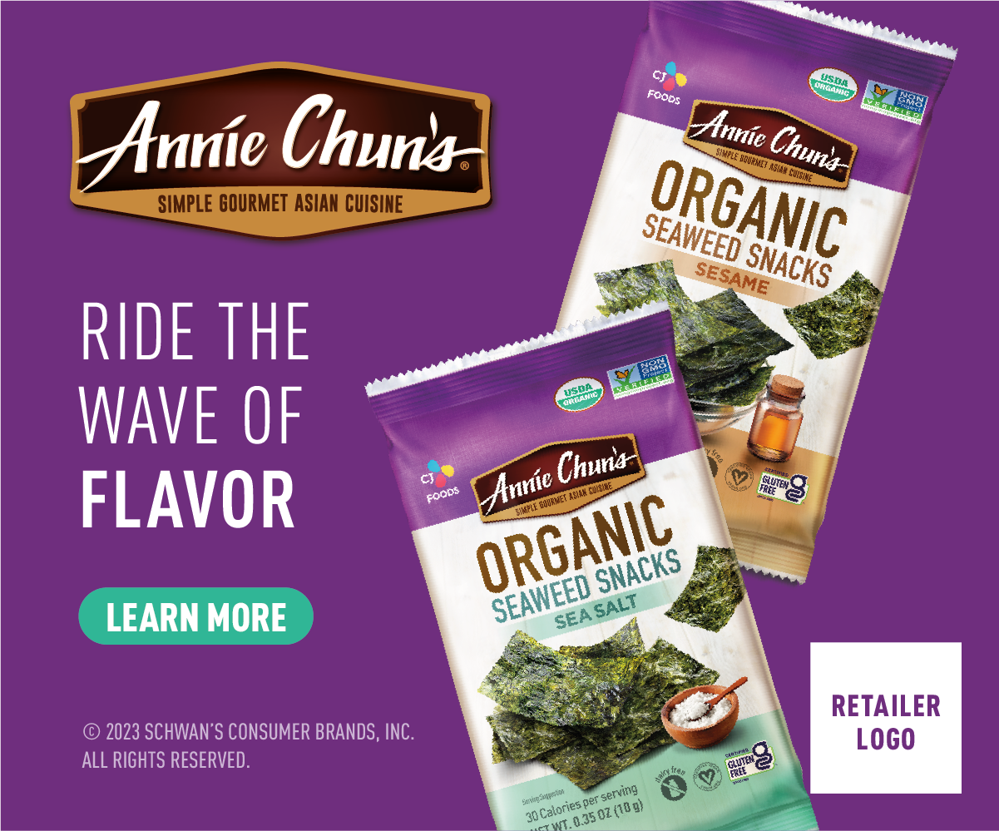 Annie Chun's®
SIMPLE GOURMET ASIAN CUISINE
RIDE THE
WAVE OF
FLAVOR
LEARN MORE
© 2023 SCHWAN'S CONSUMER BRANDS, INC.
ALL RIGHTS RESERVED.
CJ
FOODS
USDA
ORGANIC
NON
GMO
Project
VERIFIED
Annie Chun's
SIMPLE GOURMET ASIAN CUISINE
ORGANIC
SEAWEED SNACKS
SESAME
CERTIFIED
GLUTEN
FREE
USDA
ORGANIC
NON
GMO
Project
VERIFIED
CJ
FOODS
Annie Chun's
SIMPLE GOURMET ASIAN CUISINE
ORGANIC
SEAWEED SNACKS
SEA SALT
CERTIFIED
GLUTEN
FREE
dairy free
Serving Suggestion
30 Calories per serving
NET WT. 0.35 OZ (10 g)
RETAILER
LOGO